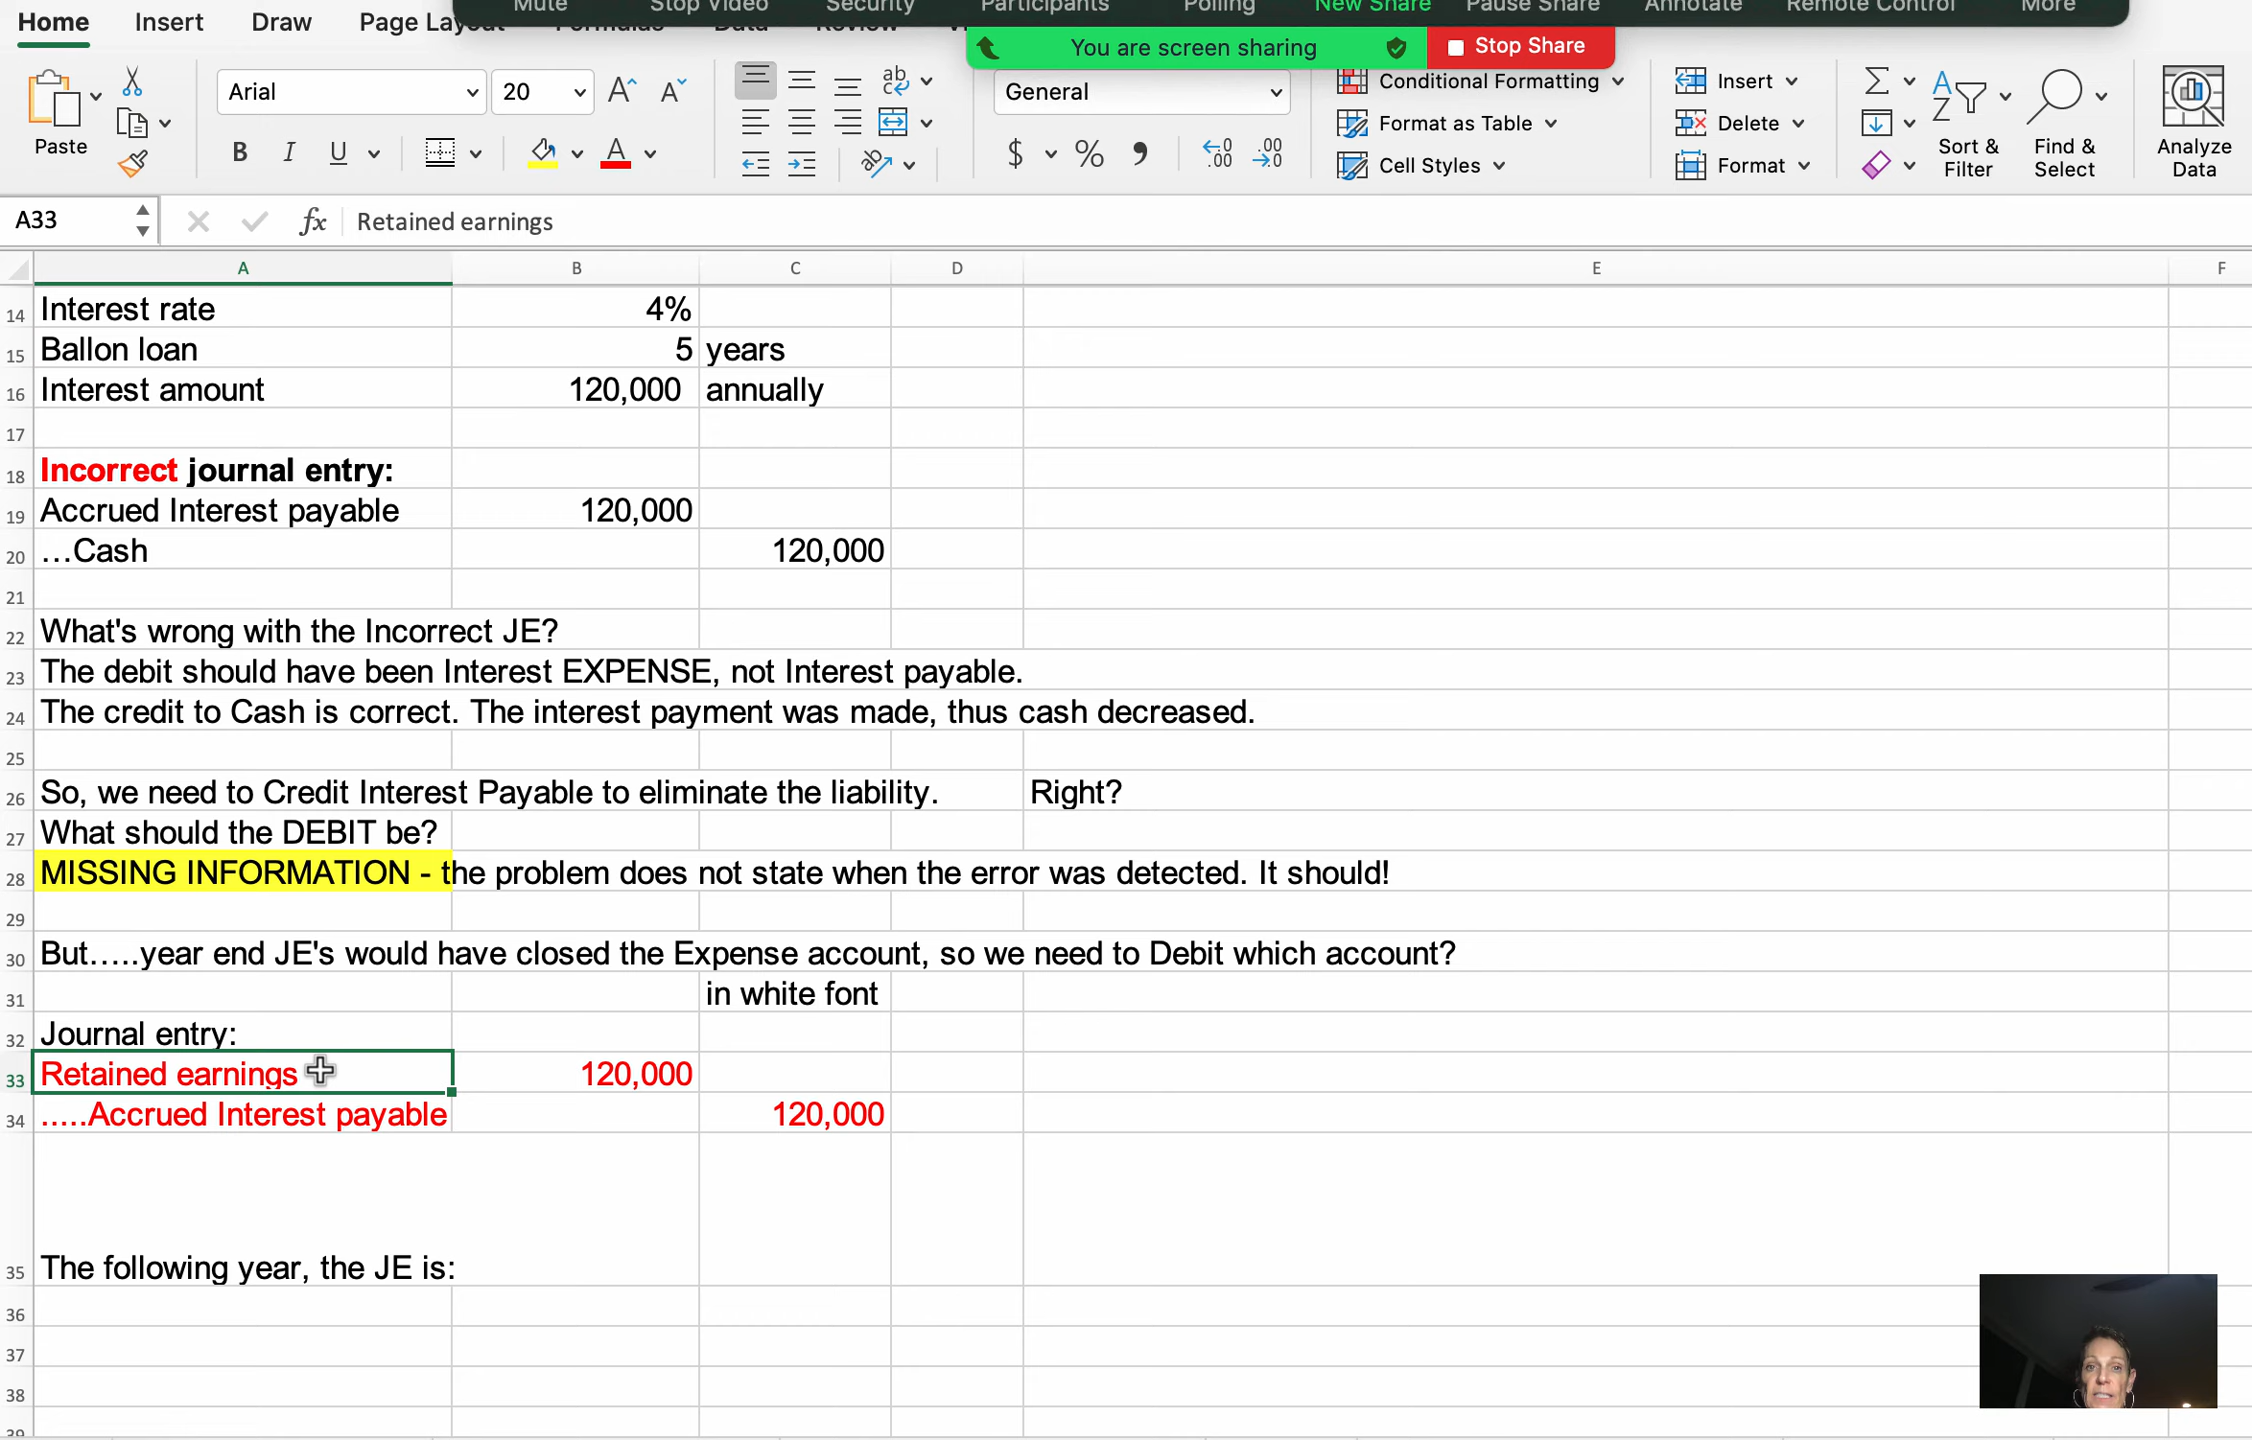 Mute Stop Video Security Participants Polling New Share Pause Share Annotate Remote Control More
Home Insert Draw Page Layout Formulas Data Review
You are screen sharing Stop Share
Paste
Arial 20
ab
General
Conditional Formatting
Format as Table
Cell Styles
Insert
Delete
Format
Sort & Filter
Find & Select
Analyze Data
A33 fx Retained earnings
A B C D E F
14 Interest rate 4%
15 Ballon loan 5 years
16 Interest amount 120,000 annually
17
18 Incorrect journal entry:
19 Accrued Interest payable 120,000
20 …Cash 120,000
21
22 What's wrong with the Incorrect JE?
23 The debit should have been Interest EXPENSE, not Interest payable.
24 The credit to Cash is correct. The interest payment was made, thus cash decreased.
25
26 So, we need to Credit Interest Payable to eliminate the liability. Right?
27 What should the DEBIT be?
28 MISSING INFORMATION - the problem does not state when the error was detected. It should!
29
30 But…..year end JE's would have closed the Expense account, so we need to Debit which account?
31 in white font
32 Journal entry:
33 Retained earnings 120,000
34 .....Accrued Interest payable 120,000
35 The following year, the JE is:
36
37
38
39